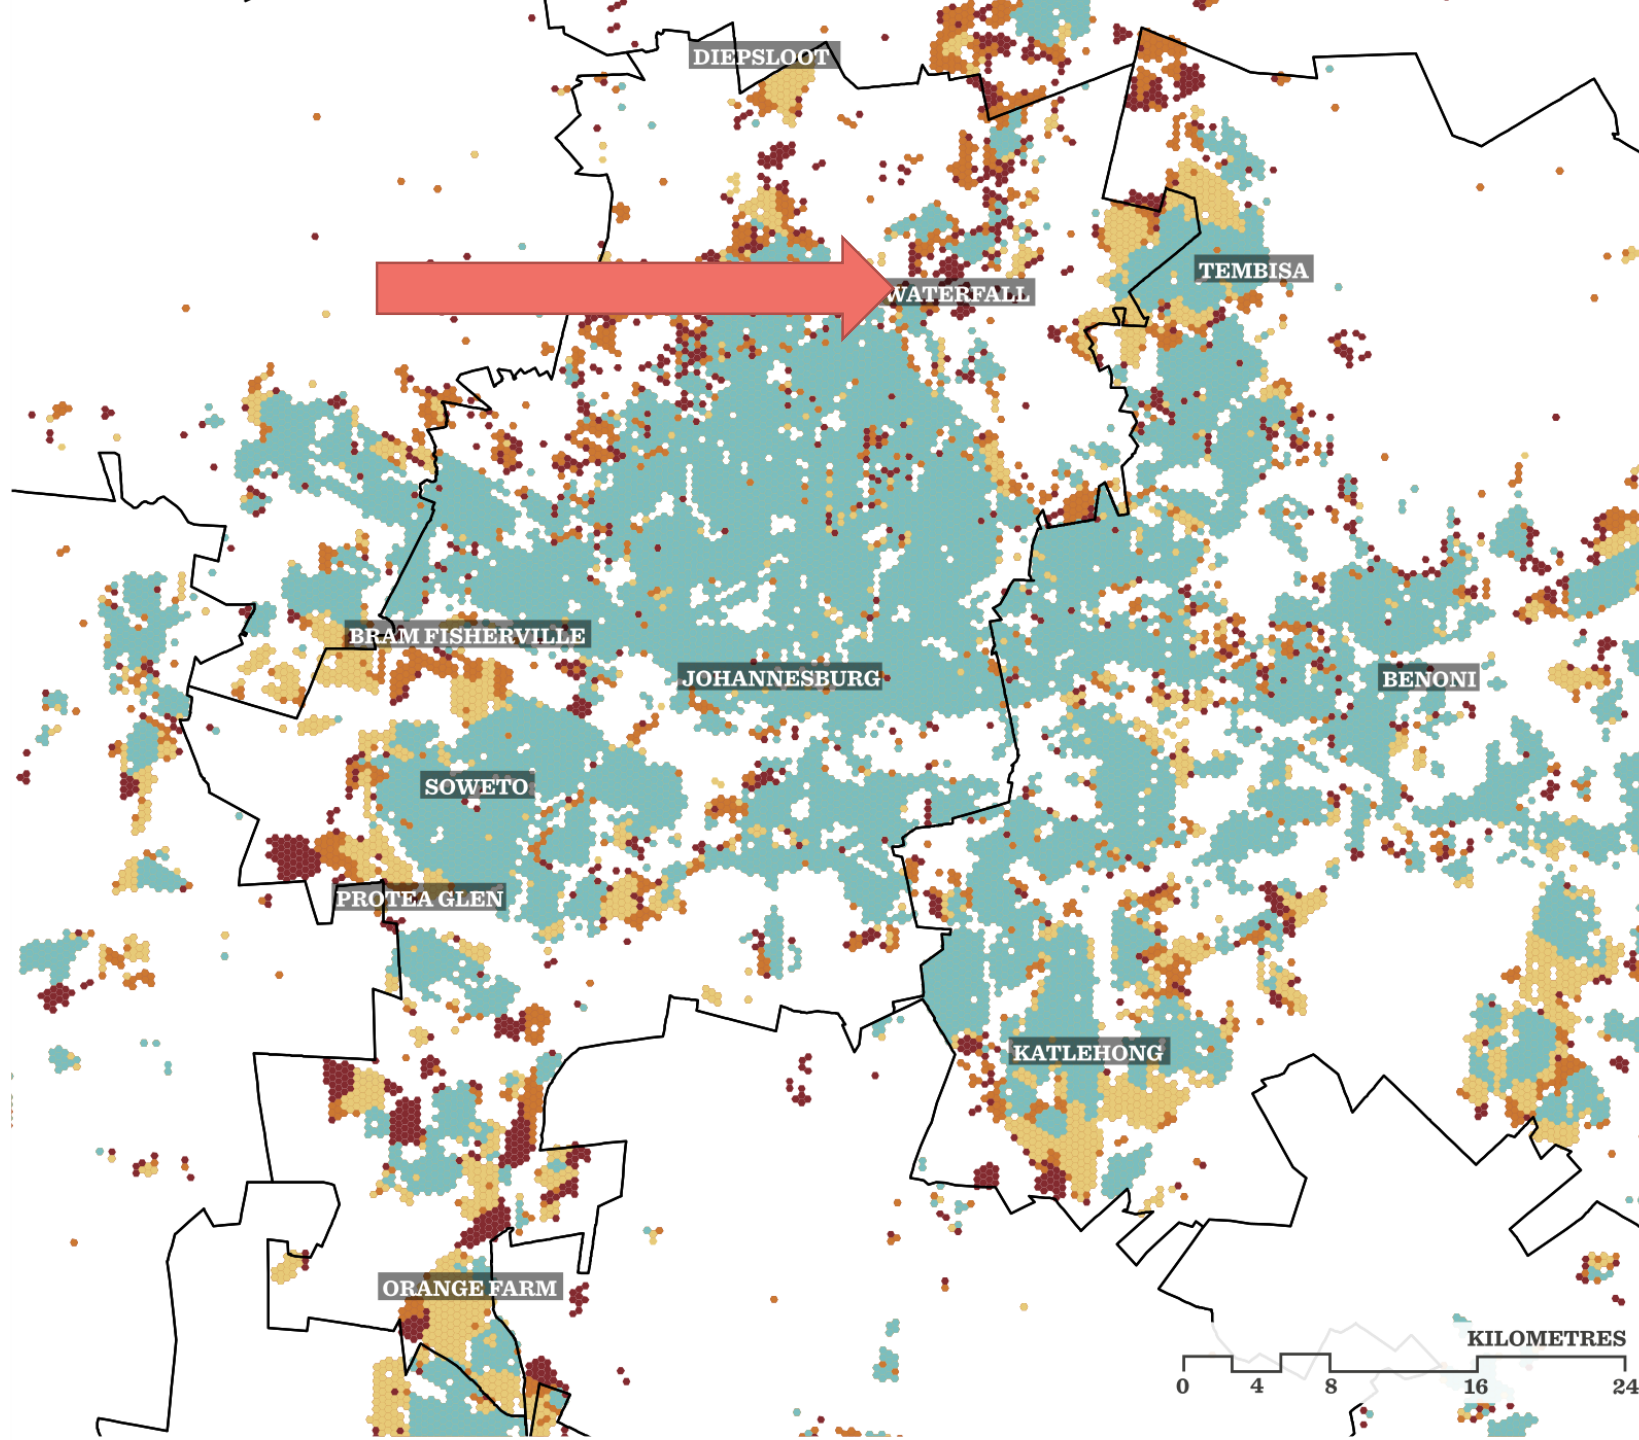 DIEPSLOOT
WATERFALL
TEMBISA
BRAM FISHERVILLE
JOHANNESBURG
BENONI
SOWETO
PROTEA GLEN
KATLEHONG
ORANGE FARM
KILOMETRES
0 4 8 16 24